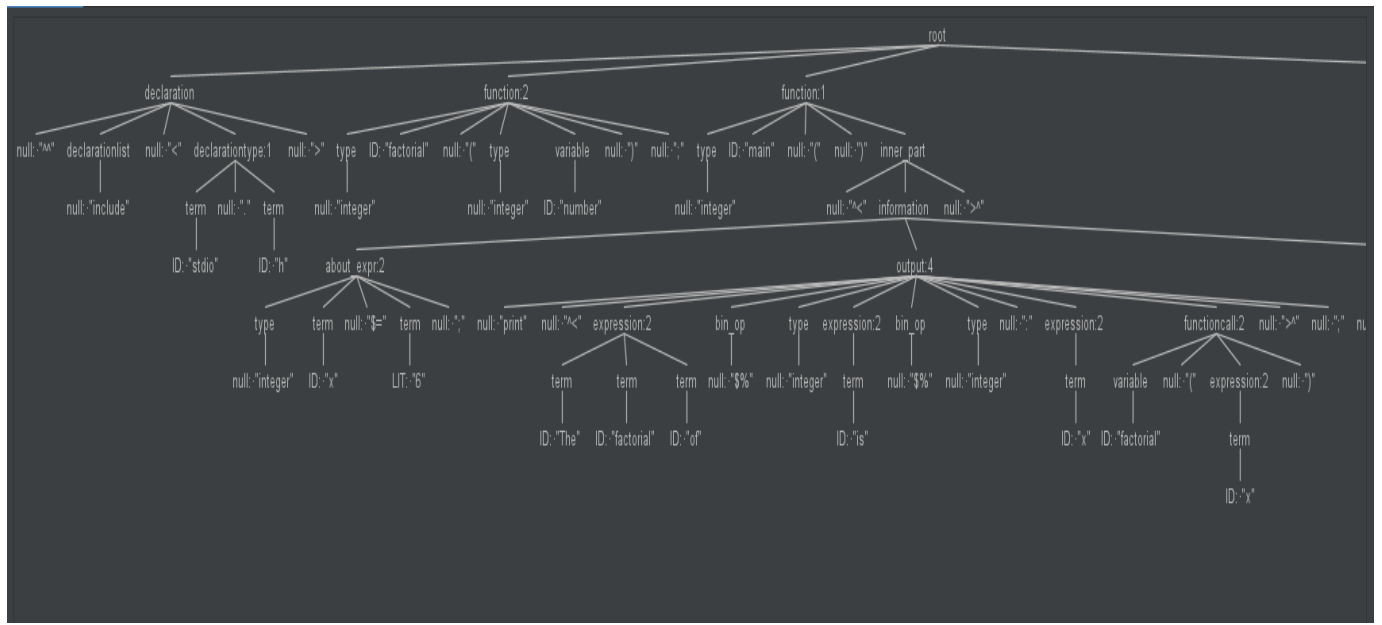 root
declaration function:2 function:1
null:·"^^" declarationlist null:·"<" declarationtype:1 null:·">" type ID:·"factorial" null:·"(" type variable null:·")" null:·";" type ID:·"main" null:·"(" null:·")" inner_part
null:·"include" term null:·"." term null:·"integer" null:·"integer" ID:·"number" null:·"integer" null:·"^<" information null:·">^"
ID:·"stdio" ID:·"h" about_expr:2 output:4
type term null:·"$=" term null:·";" null:·"print" null:·"^<" expression:2 bin_op type expression:2 bin_op type null:·":" expression:2 functioncall:2 null:·">^" null:·";" nu
null:·"integer" ID:·"x" LIT:·"6" term term term null:·"$%" null:·"integer" term null:·"$%" null:·"integer" term variable null:·"(" expression:2 null:·")"
ID:·"The" ID:·"factorial" ID:·"of" ID:·"is" ID:·"x" ID:·"factorial" term
ID:·"x"